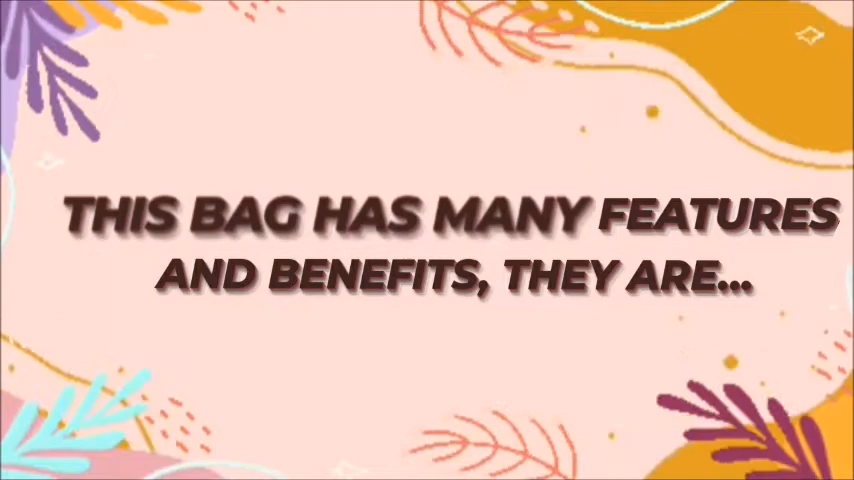 THIS BAG HAS MANY FEATURES
AND BENEFITS, THEY ARE...